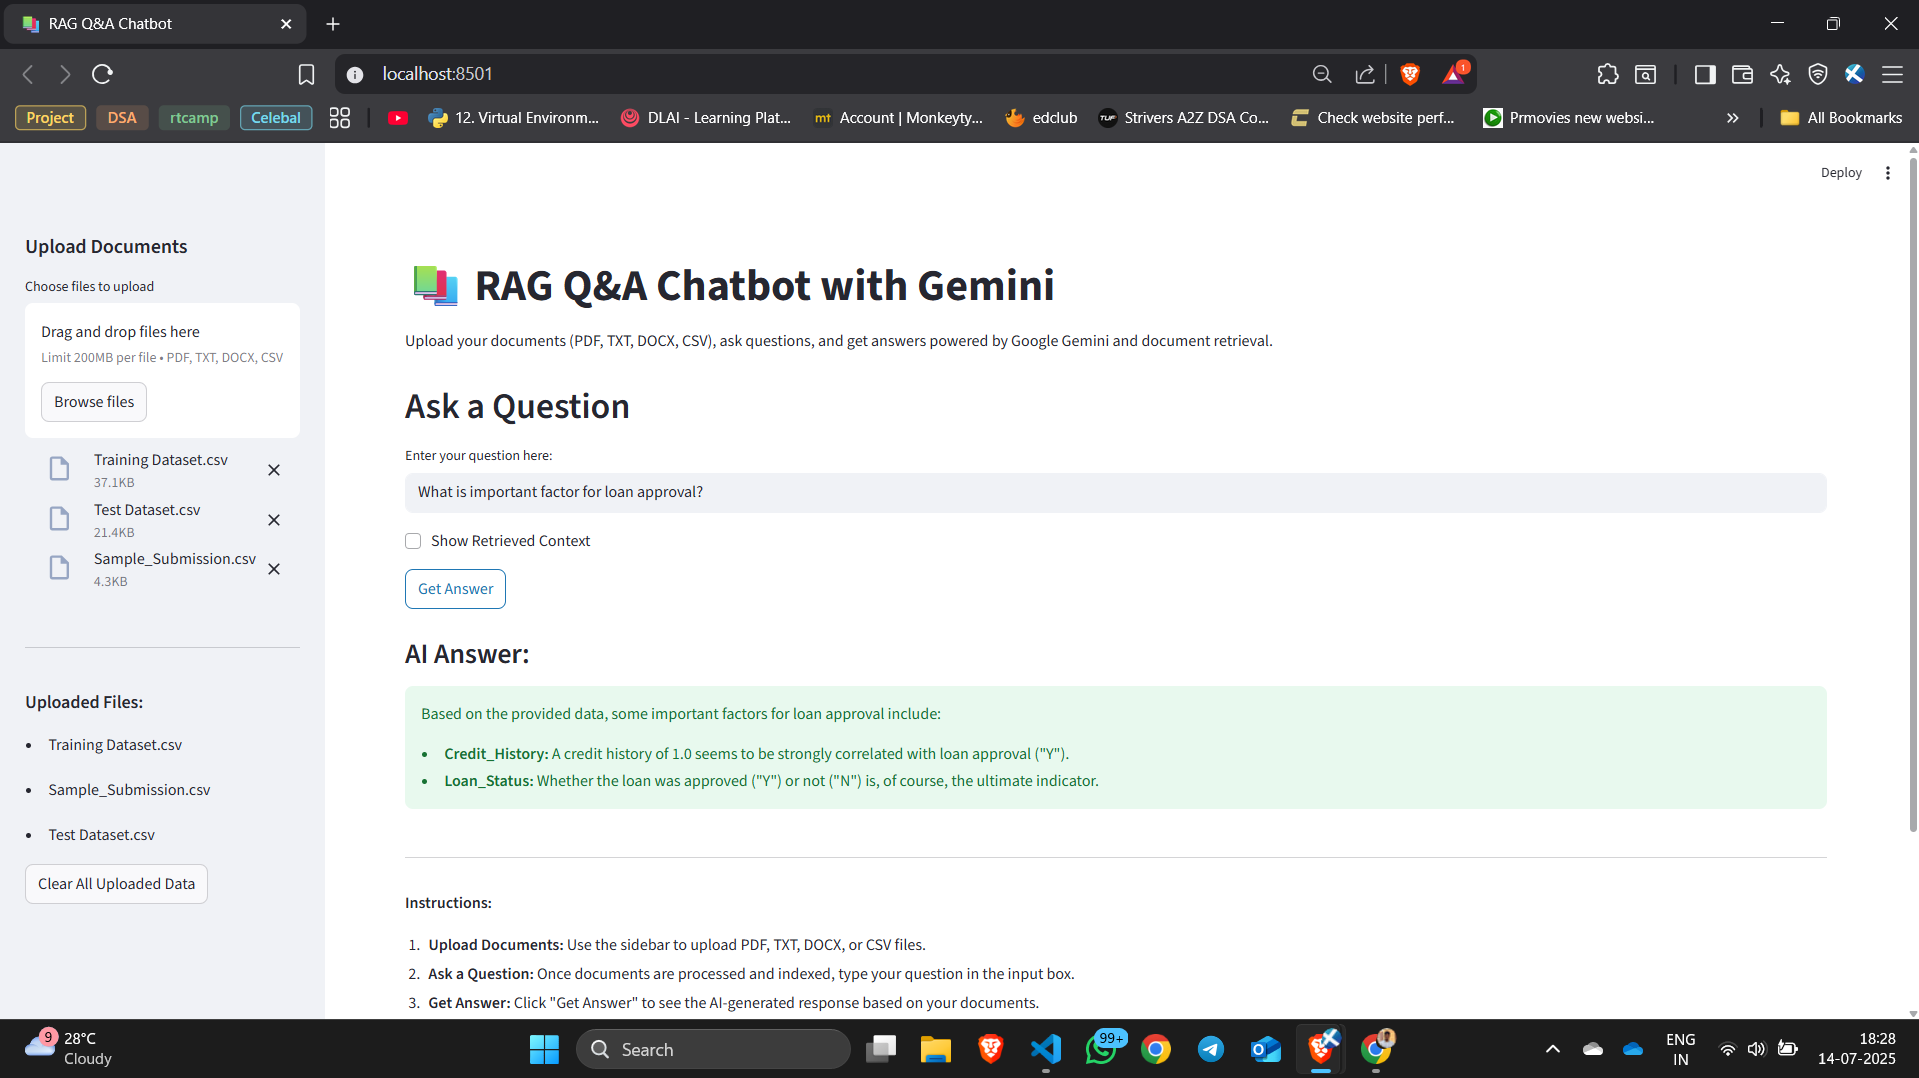 RAG Q&A Chatbot
localhost:8501
1
Project
DSA
rtcamp
Celebal
12. Virtual Environm...
DLAI - Learning Plat...
mt
Account | Monkeyty...
edclub
TUF
Strivers A2Z DSA Co...
Check website perf...
Prmovies new websi...
All Bookmarks
Deploy
Upload Documents
Choose files to upload
Drag and drop files here
Limit 200MB per file • PDF, TXT, DOCX, CSV
Browse files
Training Dataset.csv
37.1KB
Test Dataset.csv
21.4KB
Sample_Submission.csv
4.3KB
Uploaded Files:
• Training Dataset.csv
• Sample_Submission.csv
• Test Dataset.csv
Clear All Uploaded Data
RAG Q&A Chatbot with Gemini
Upload your documents (PDF, TXT, DOCX, CSV), ask questions, and get answers powered by Google Gemini and document retrieval.
Ask a Question
Enter your question here:
What is important factor for loan approval?
Show Retrieved Context
Get Answer
AI Answer:
Based on the provided data, some important factors for loan approval include:
• Credit_History: A credit history of 1.0 seems to be strongly correlated with loan approval ("Y").
• Loan_Status: Whether the loan was approved ("Y") or not ("N") is, of course, the ultimate indicator.
Instructions:
1. Upload Documents: Use the sidebar to upload PDF, TXT, DOCX, or CSV files.
2. Ask a Question: Once documents are processed and indexed, type your question in the input box.
3. Get Answer: Click "Get Answer" to see the AI-generated response based on your documents.
9
28°C
Cloudy
Search
99+
ENG
IN
18:28
14-07-2025